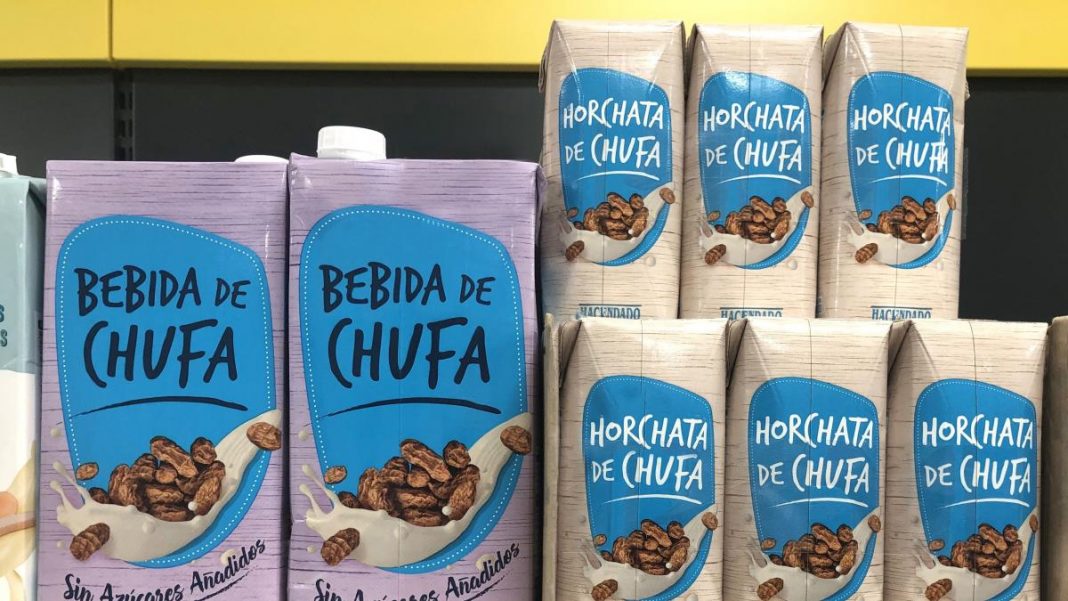 BEBIDA DE
CHUFA
Sin Azúcares Añadidos
BEBIDA DE
CHUFA
Sin Azúcares Añadidos
HORCHATA
DE CHUFA
HACENDADO
HORCHATA
DE CHUFA
HACENDADO
HORCHATA
DE CHUFA
HACENDADO
HORCHATA
DE CHUFA
HORCHATA
DE CHUFA
HORCHATA
DE CHUFA